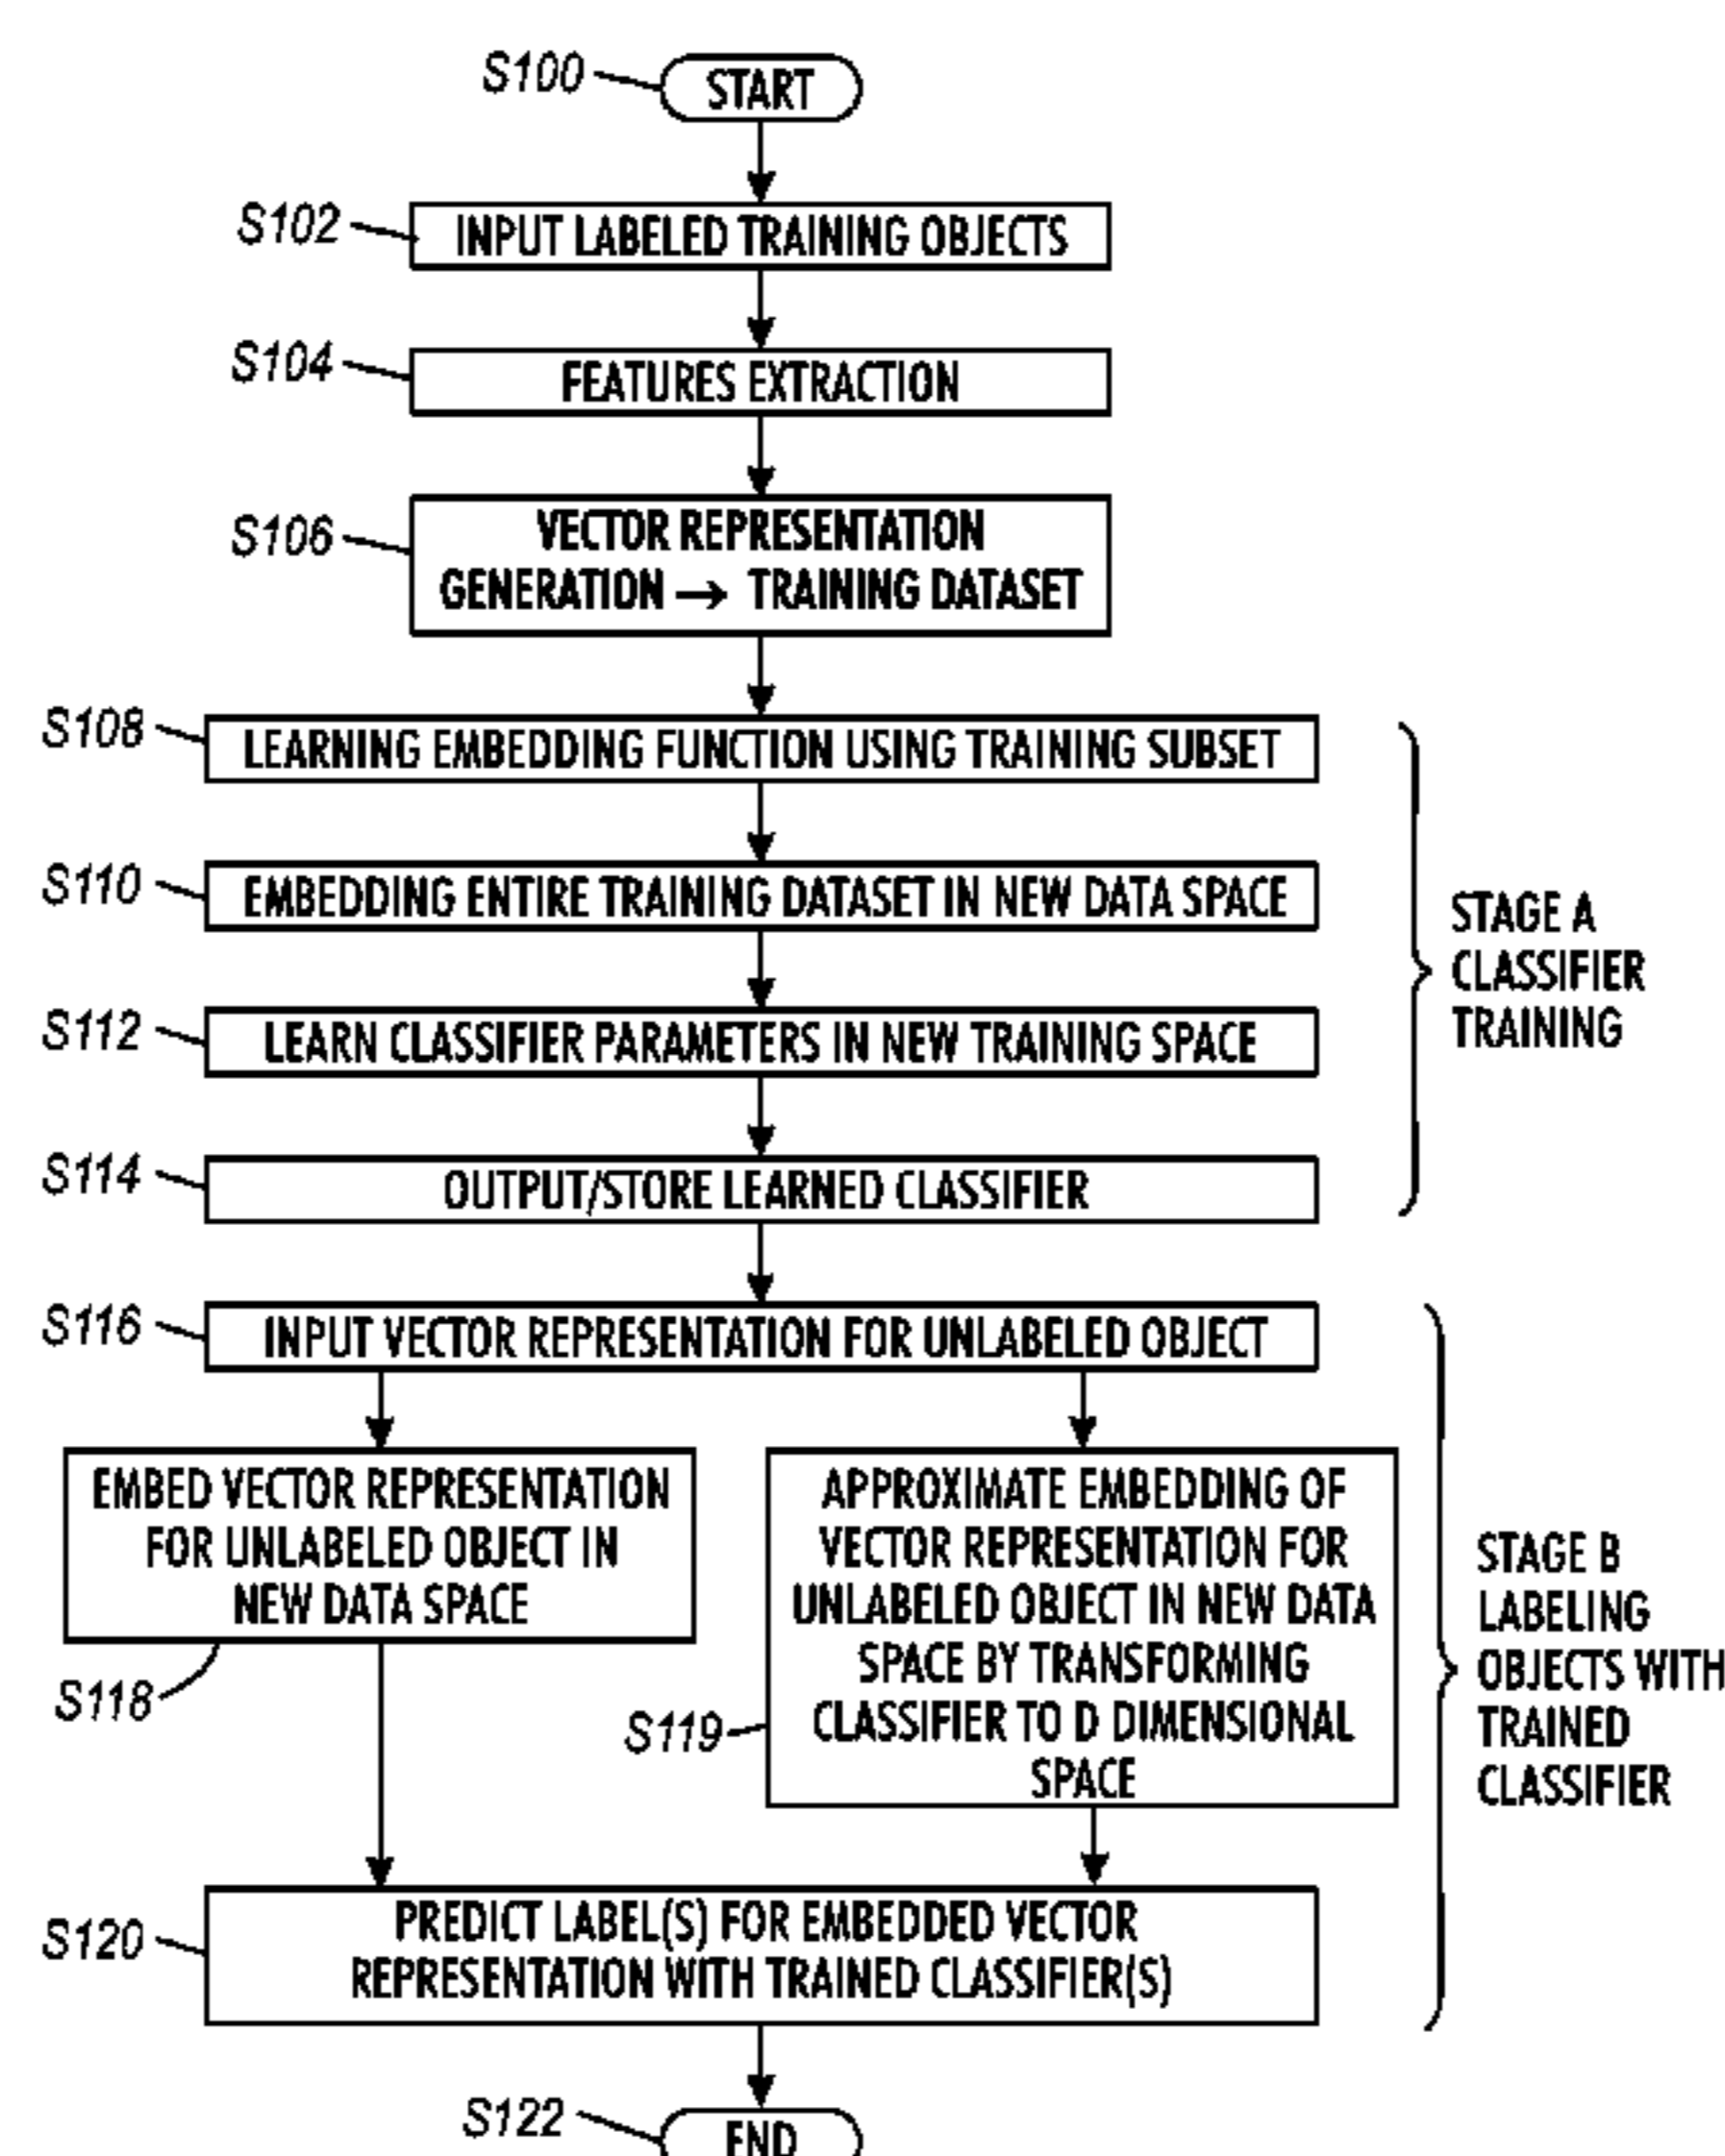 S100
START
S102
INPUT LABELED TRAINING OBJECTS
S104
FEATURES EXTRACTION
S106
VECTOR REPRESENTATION
GENERATION → TRAINING DATASET
S108
LEARNING EMBEDDING FUNCTION USING TRAINING SUBSET
S110
EMBEDDING ENTIRE TRAINING DATASET IN NEW DATA SPACE
S112
LEARN CLASSIFIER PARAMETERS IN NEW TRAINING SPACE
S114
OUTPUT/STORE LEARNED CLASSIFIER
STAGE A
CLASSIFIER
TRAINING
S116
INPUT VECTOR REPRESENTATION FOR UNLABELED OBJECT
EMBED VECTOR REPRESENTATION
FOR UNLABELED OBJECT IN
NEW DATA SPACE
S118
APPROXIMATE EMBEDDING OF
VECTOR REPRESENTATION FOR
UNLABELED OBJECT IN NEW DATA
SPACE BY TRANSFORMING
CLASSIFIER TO D DIMENSIONAL
SPACE
S119
STAGE B
LABELING
OBJECTS WITH
TRAINED
CLASSIFIER
S120
PREDICT LABEL(S) FOR EMBEDDED VECTOR
REPRESENTATION WITH TRAINED CLASSIFIER(S)
S122
END